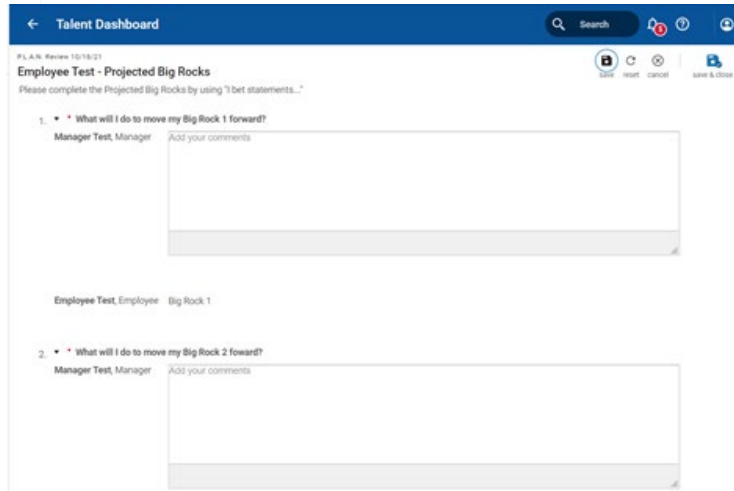 Talent Dashboard
Search
5
P.L.A.N. Review 10/18/21
Employee Test - Projected Big Rocks
save reset cancel save & close
Please complete the Projected Big Rocks by using "I bet statements..."
1. * What will I do to move my Big Rock 1 forward?
Manager Test, Manager Add your comments
Employee Test, Employee Big Rock 1
2. * What will I do to move my Big Rock 2 foward?
Manager Test, Manager Add your comments